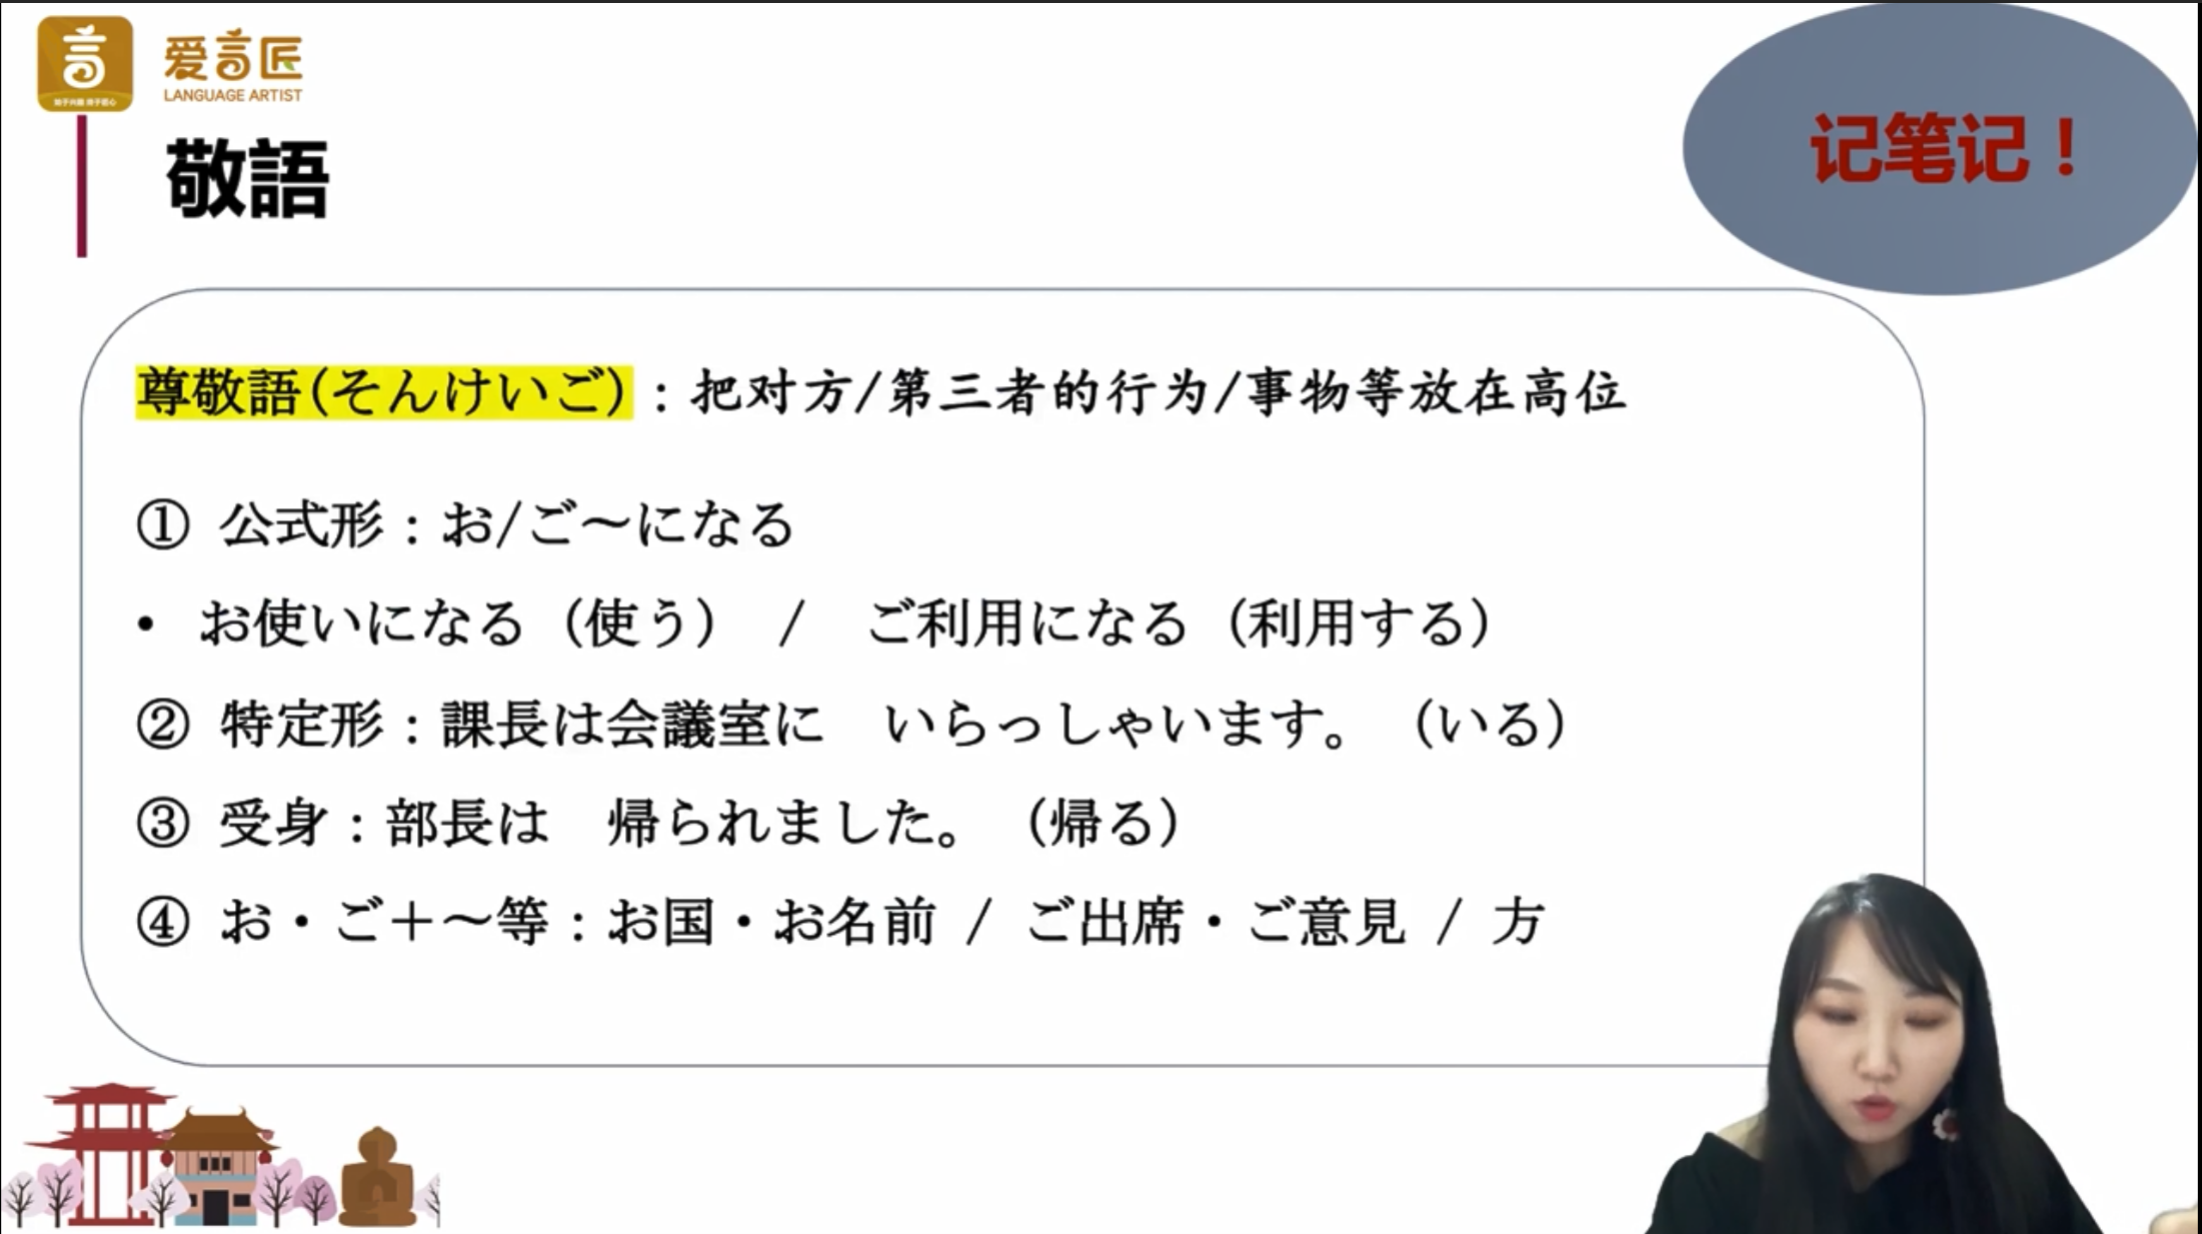 爱言匠
LANGUAGE ARTIST
敬語
记笔记！
尊敬語(そんけいご)：把对方/第三者的行为/事物等放在高位
① 公式形：お/ご～になる
• お使いになる（使う） / ご利用になる（利用する）
② 特定形：課長は会議室に　いらっしゃいます。（いる）
③ 受身：部長は　帰られました。（帰る）
④ お・ご＋～等：お国・お名前 / ご出席・ご意見 / 方